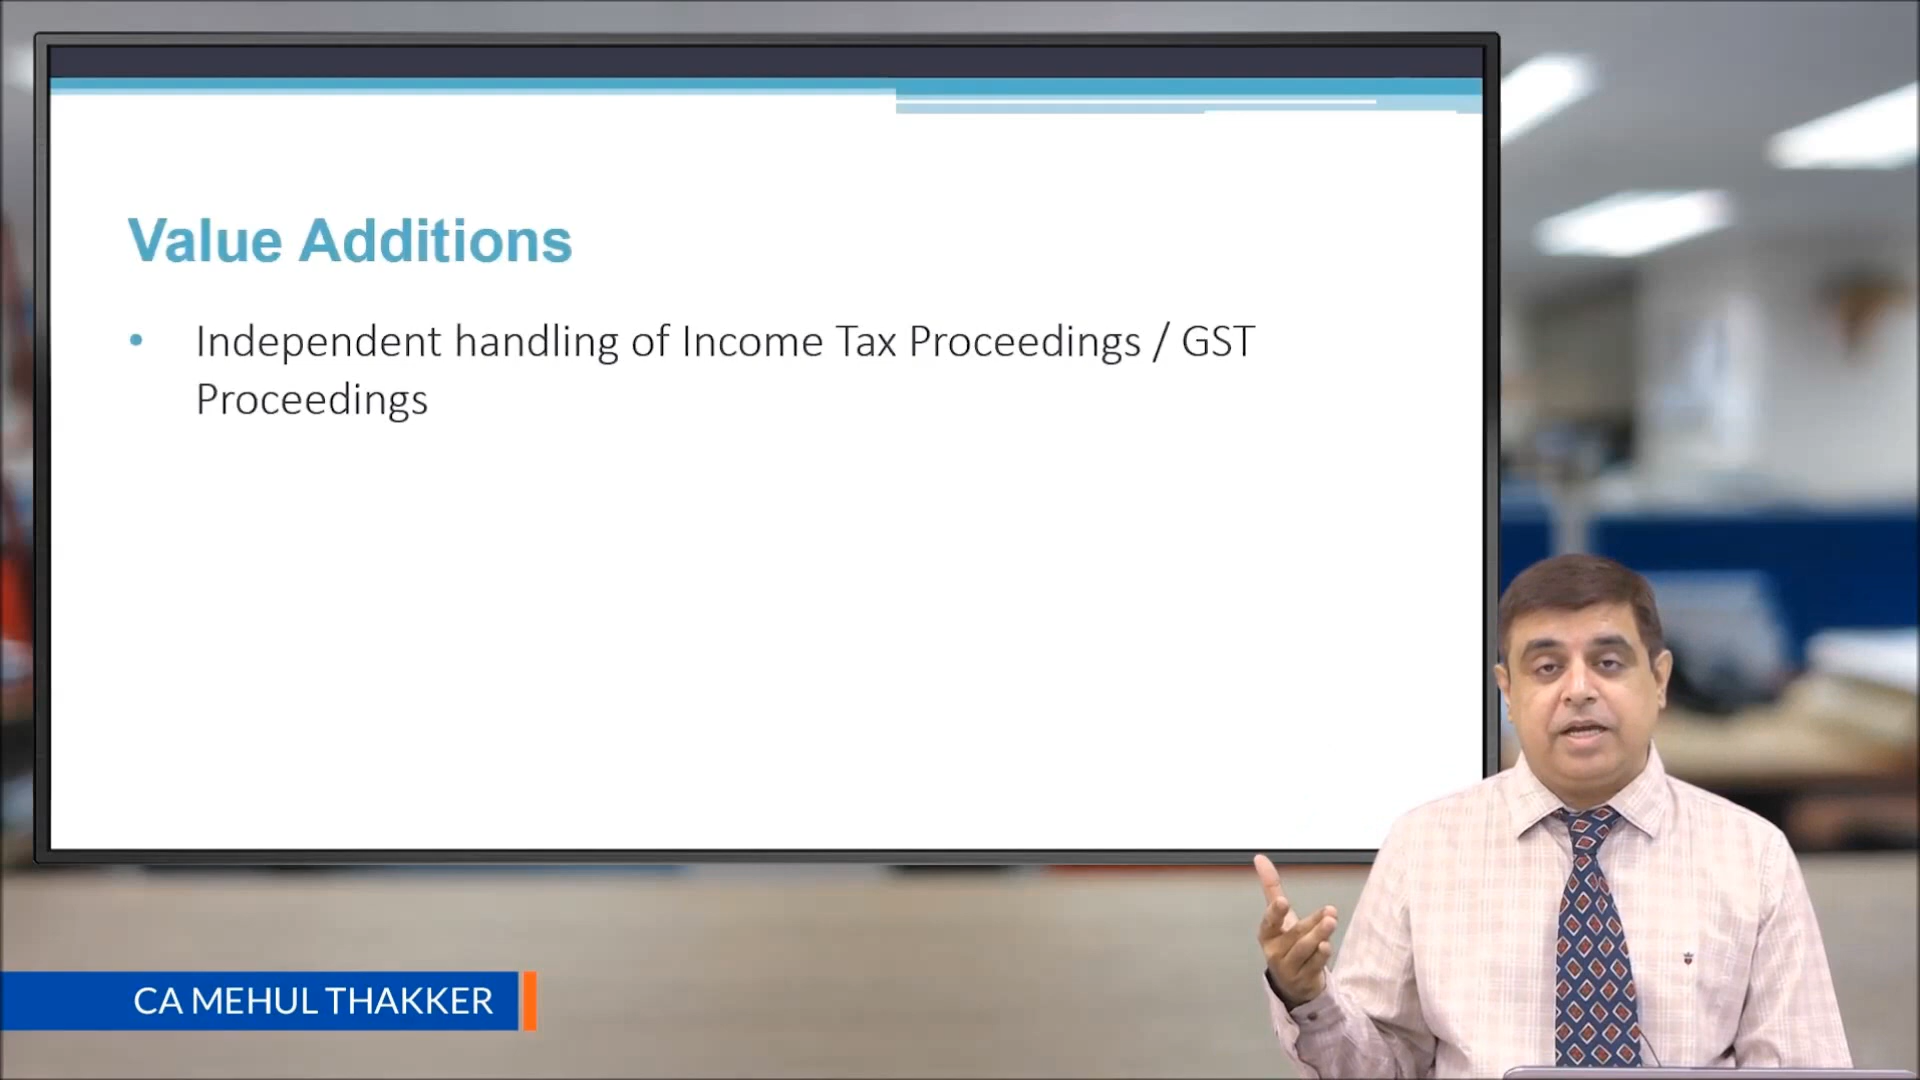 Value Additions
• Independent handling of Income Tax Proceedings / GST
Proceedings
CA MEHUL THAKKER